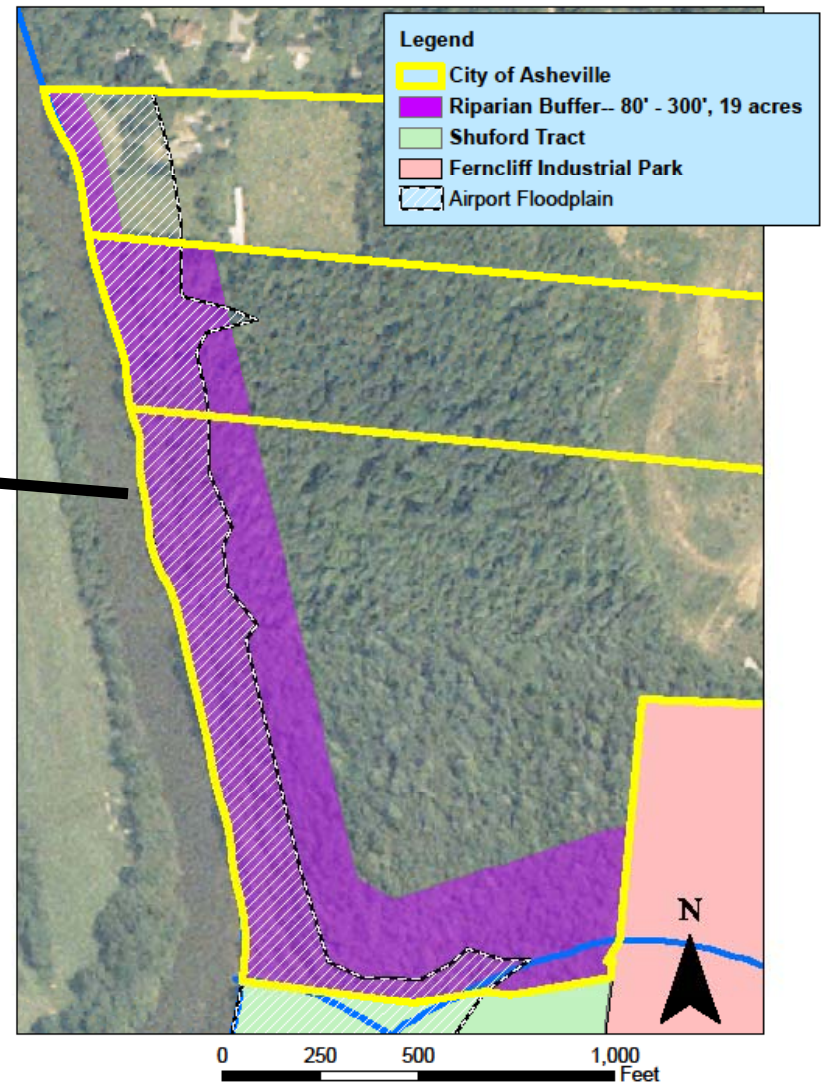 Legend
City of Asheville
Riparian Buffer-- 80' - 300', 19 acres
Shuford Tract
Ferncliff Industrial Park
Airport Floodplain
N
0 250 500 1,000
Feet